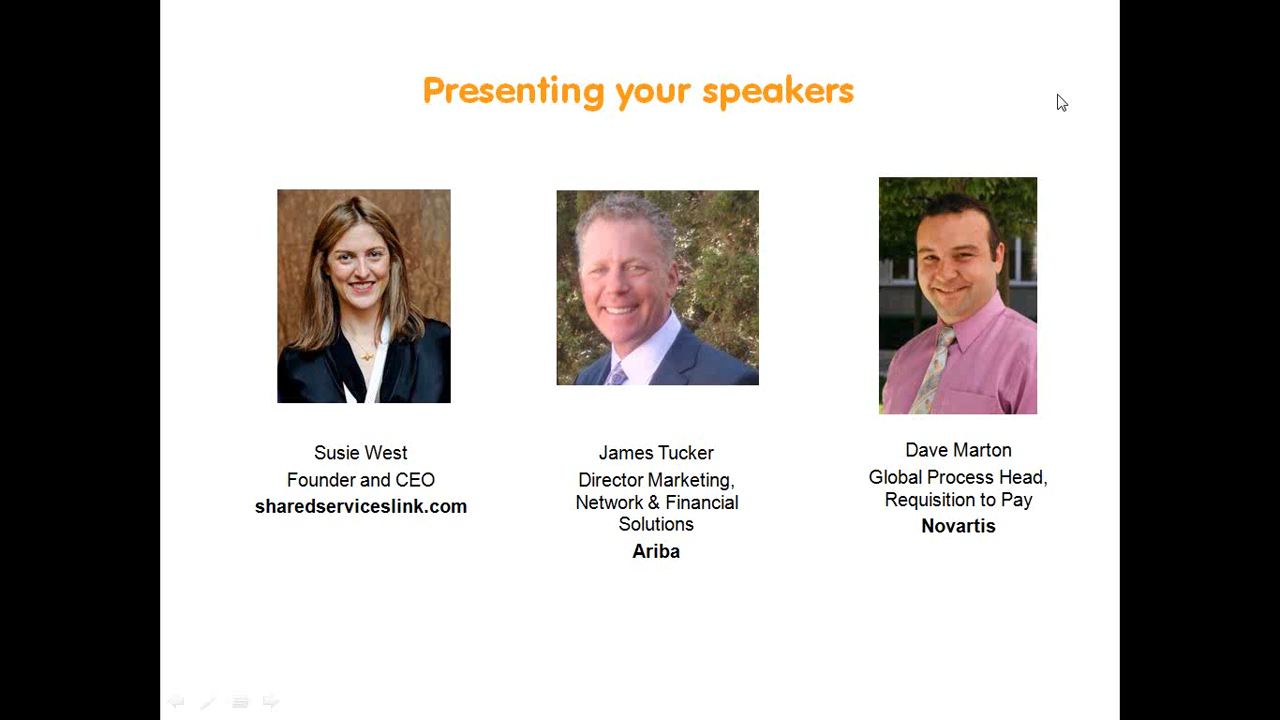 Presenting your speakers
Susie West
Founder and CEO
sharedserviceslink.com
James Tucker
Director Marketing,
Network & Financial
Solutions
Ariba
Dave Marton
Global Process Head,
Requisition to Pay
Novartis